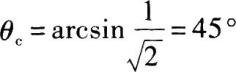 θc = arcsin 1/√2 = 45°